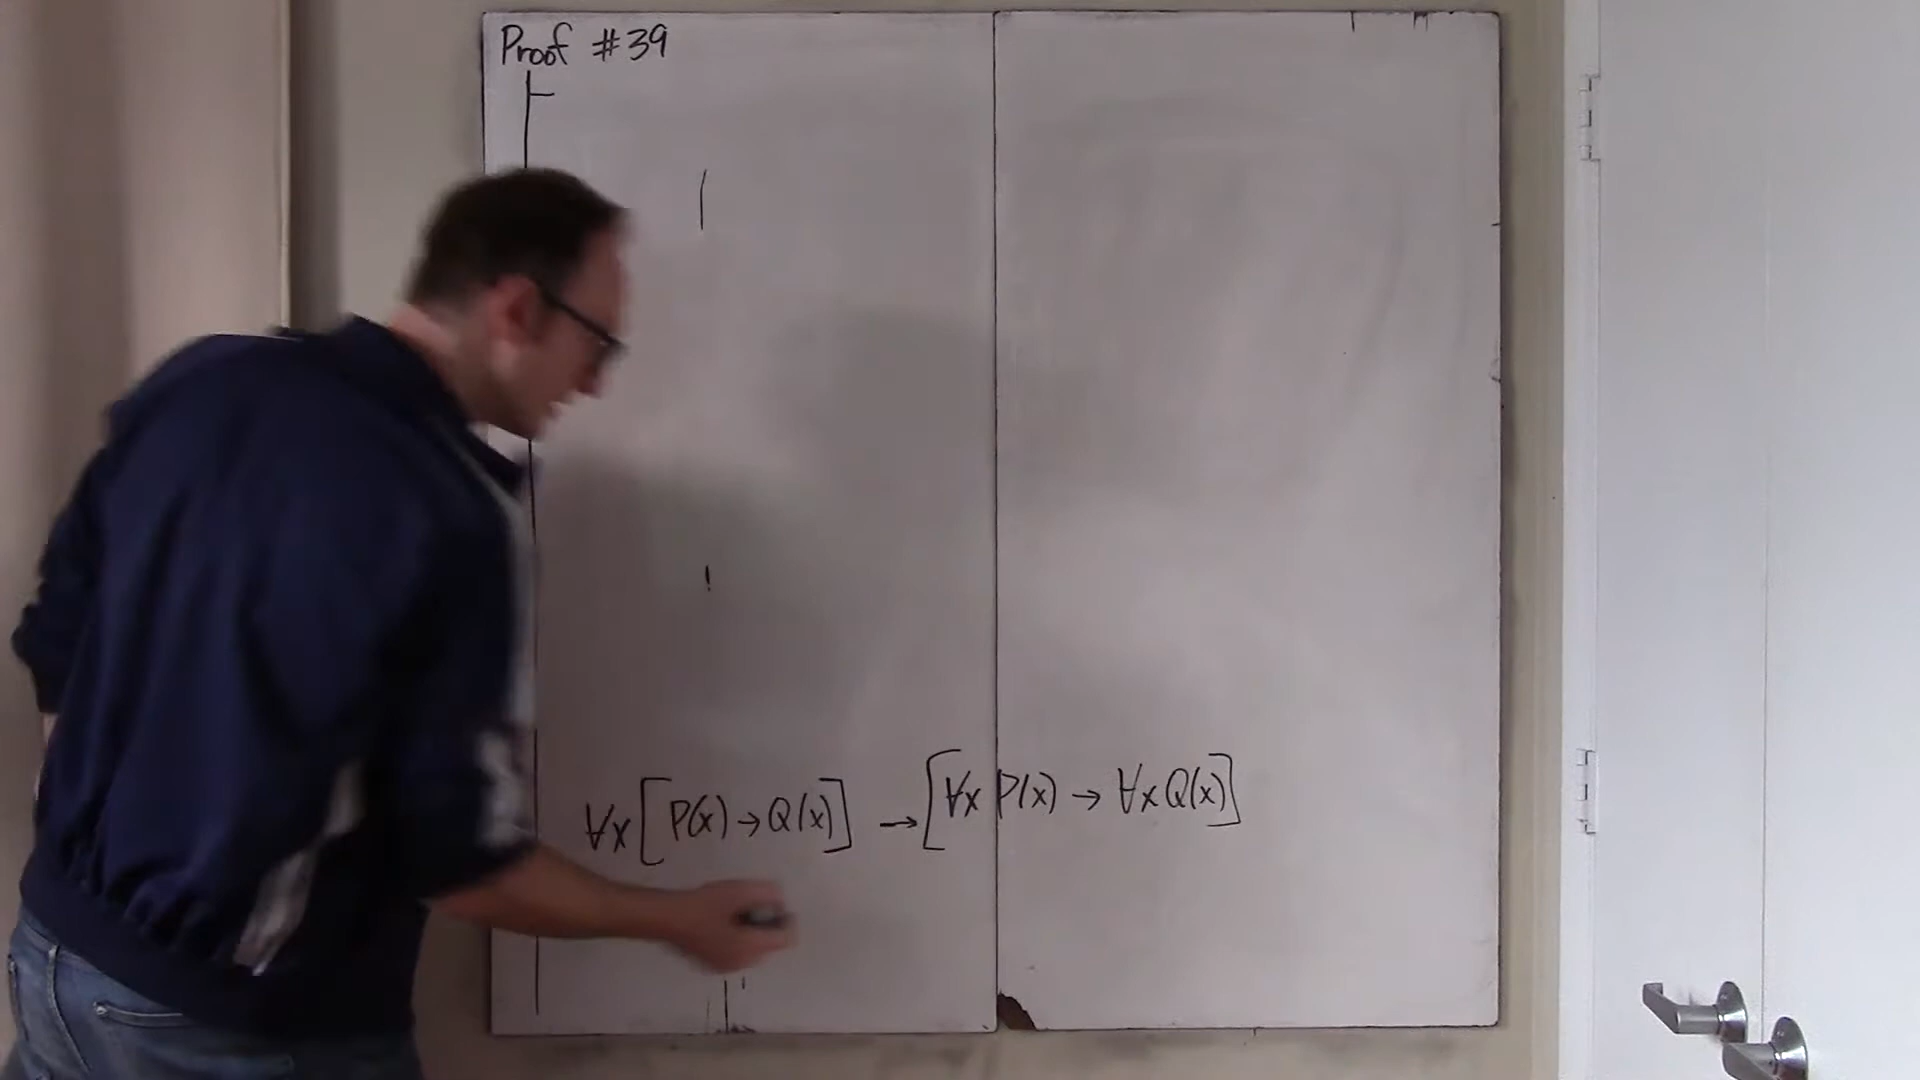 Proof #39
∀x[P(x)→Q(x)] →[∀x P(x) → ∀x Q(x)]